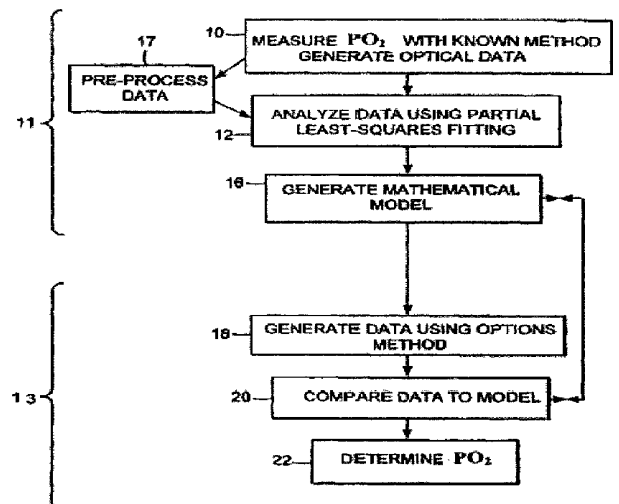 17
10
MEASURE PO₂ WITH KNOWN METHOD
GENERATE OPTICAL DATA
PRE-PROCESS
DATA
11
12
ANALYZE DATA USING PARTIAL
LEAST-SQUARES FITTING
16
GENERATE MATHEMATICAL
MODEL
13
18
GENERATE DATA USING OPTIONS
METHOD
20
COMPARE DATA TO MODEL
22
DETERMINE PO₂